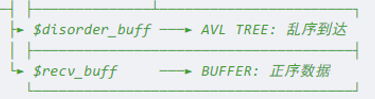 $disorder_buff ──► AVL TREE: 乱序到达
$recv_buff ──► BUFFER: 正序数据